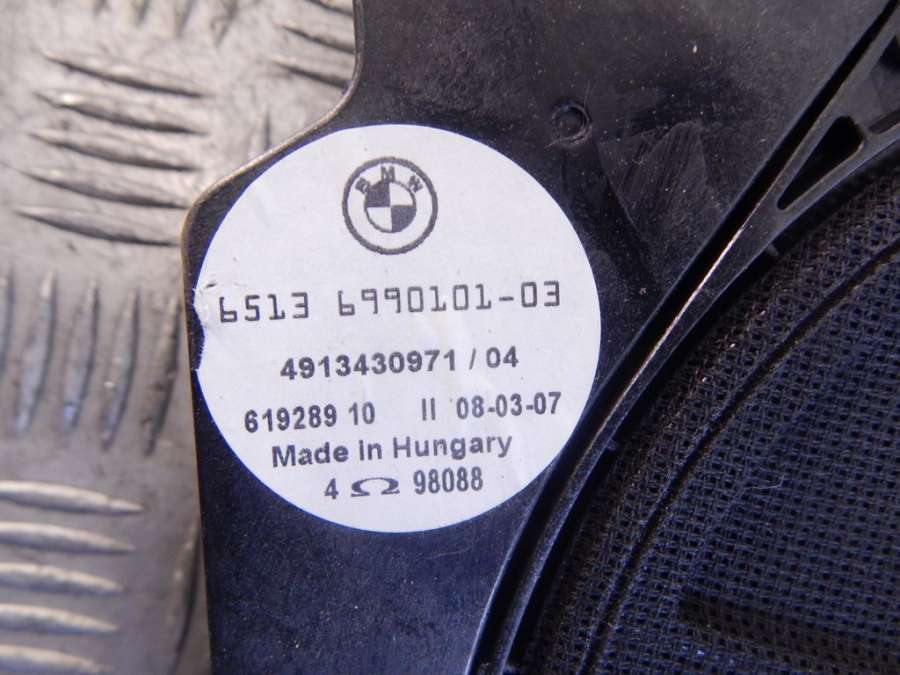 BMW
6513 6990101-03
4913430971 / 04
619289 10 II 08-03-07
Made in Hungary
4 Ω 98088